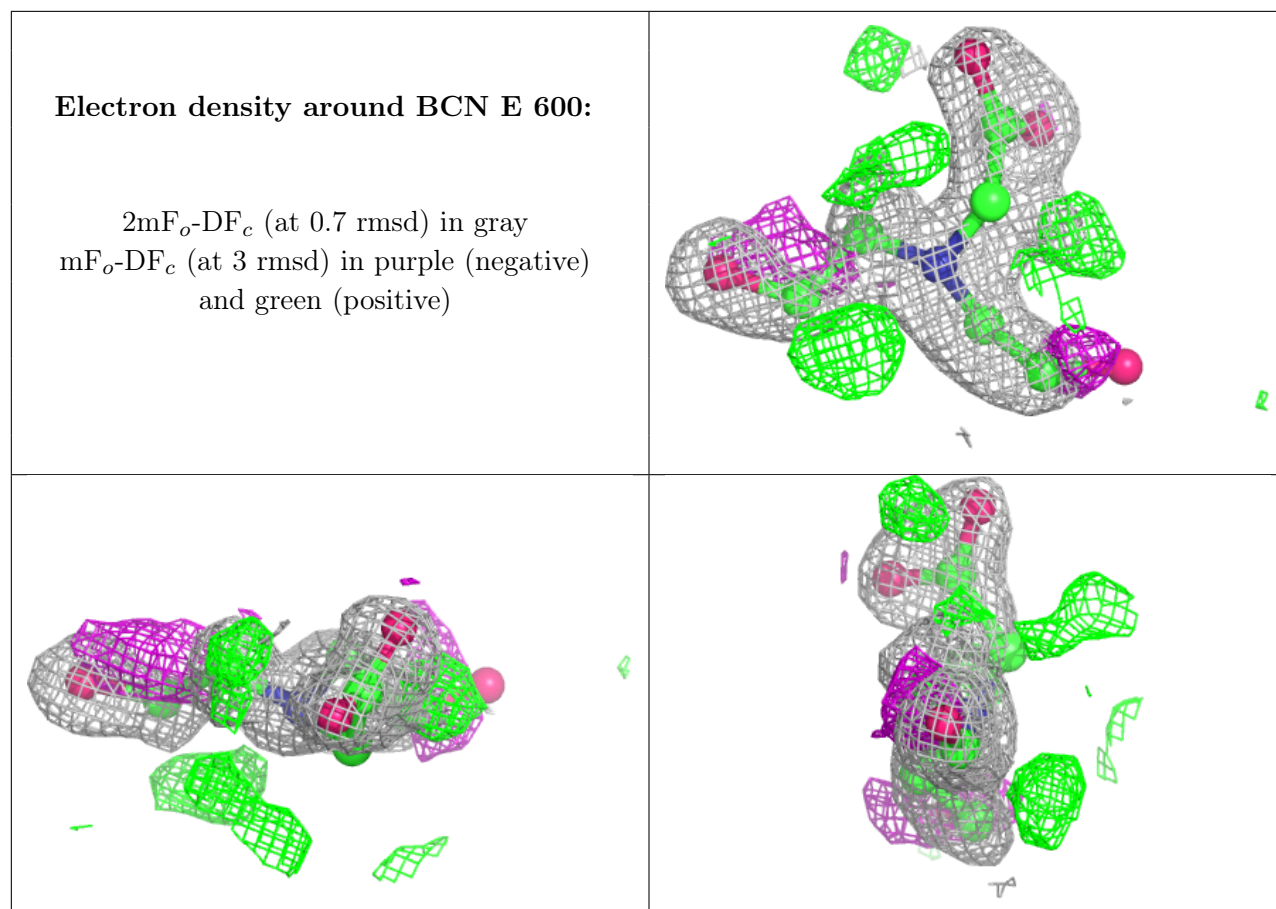 Electron density around BCN E 600:
2mFo-DFc (at 0.7 rmsd) in gray
mFo-DFc (at 3 rmsd) in purple (negative)
and green (positive)